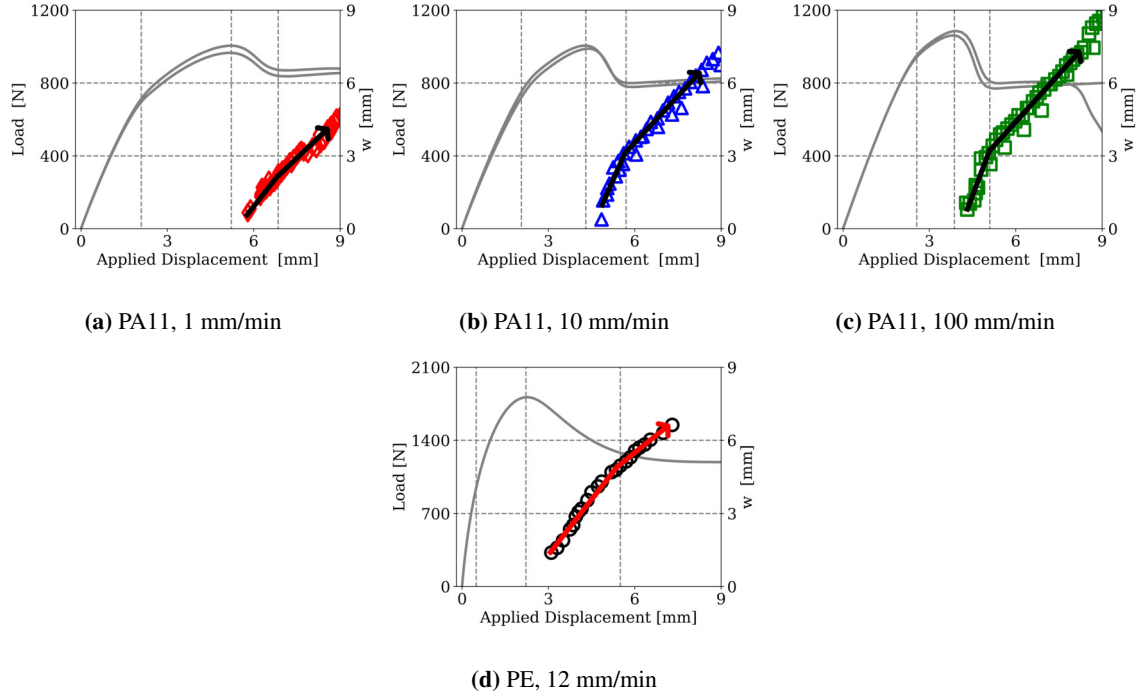 1200
800
400
0
Load [N]
9
6
3
0
w [mm]
0 3 6 9
Applied Displacement [mm]
(a) PA11, 1 mm/min
1200
800
400
0
Load [N]
9
6
3
0
w [mm]
0 3 6 9
Applied Displacement [mm]
(b) PA11, 10 mm/min
1200
800
400
0
Load [N]
9
6
3
0
w [mm]
0 3 6 9
Applied Displacement [mm]
(c) PA11, 100 mm/min
2100
1400
700
0
Load [N]
9
6
3
0
w [mm]
0 3 6 9
Applied Displacement [mm]
(d) PE, 12 mm/min